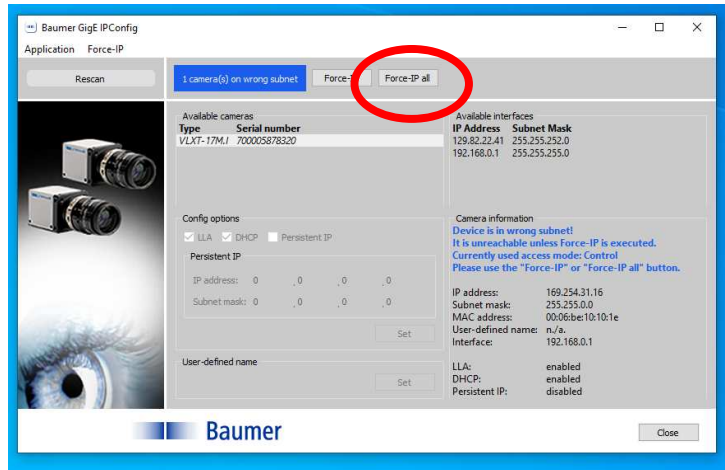 Baumer GigE IPConfig
Application Force-IP
Rescan
1 camera(s) on wrong subnet
Force-IP all
Available cameras
Type Serial number
VLXT-17M.I 700005878320
Available interfaces
IP Address Subnet Mask
129.82.22.41 255.255.252.0
192.168.0.1 255.255.255.0
Config options
LLA DHCP Persistent IP
Persistent IP
IP address: 0 . 0 . 0 . 0
Subnet mask: 0 . 0 . 0 . 0
Set
User-defined name
Set
Camera information
Device is in wrong subnet!
It is unreachable unless Force-IP is executed.
Currently used access mode: Control
Please use the "Force-IP" or "Force-IP all" button.
IP address: 169.254.31.16
Subnet mask: 255.255.0.0
MAC address: 00:06:be:10:10:1e
User-defined name: n./a.
Interface: 192.168.0.1
LLA: enabled
DHCP: enabled
Persistent IP: disabled
Baumer
Close